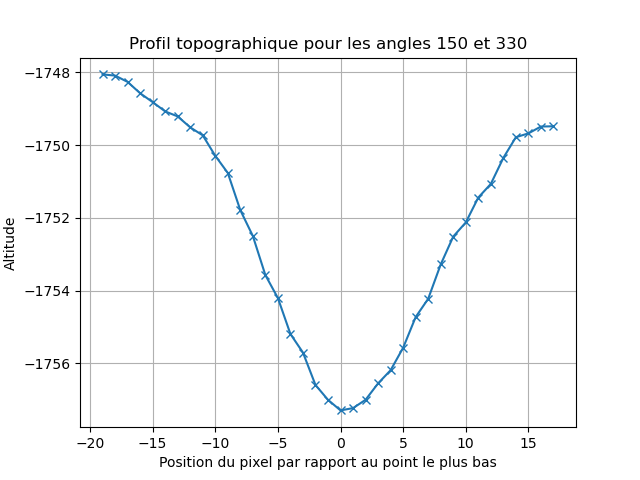 Profil topographique pour les angles 150 et 330
Altitude
−1748
−1750
−1752
−1754
−1756
−20 −15 −10 −5 0 5 10 15
Position du pixel par rapport au point le plus bas